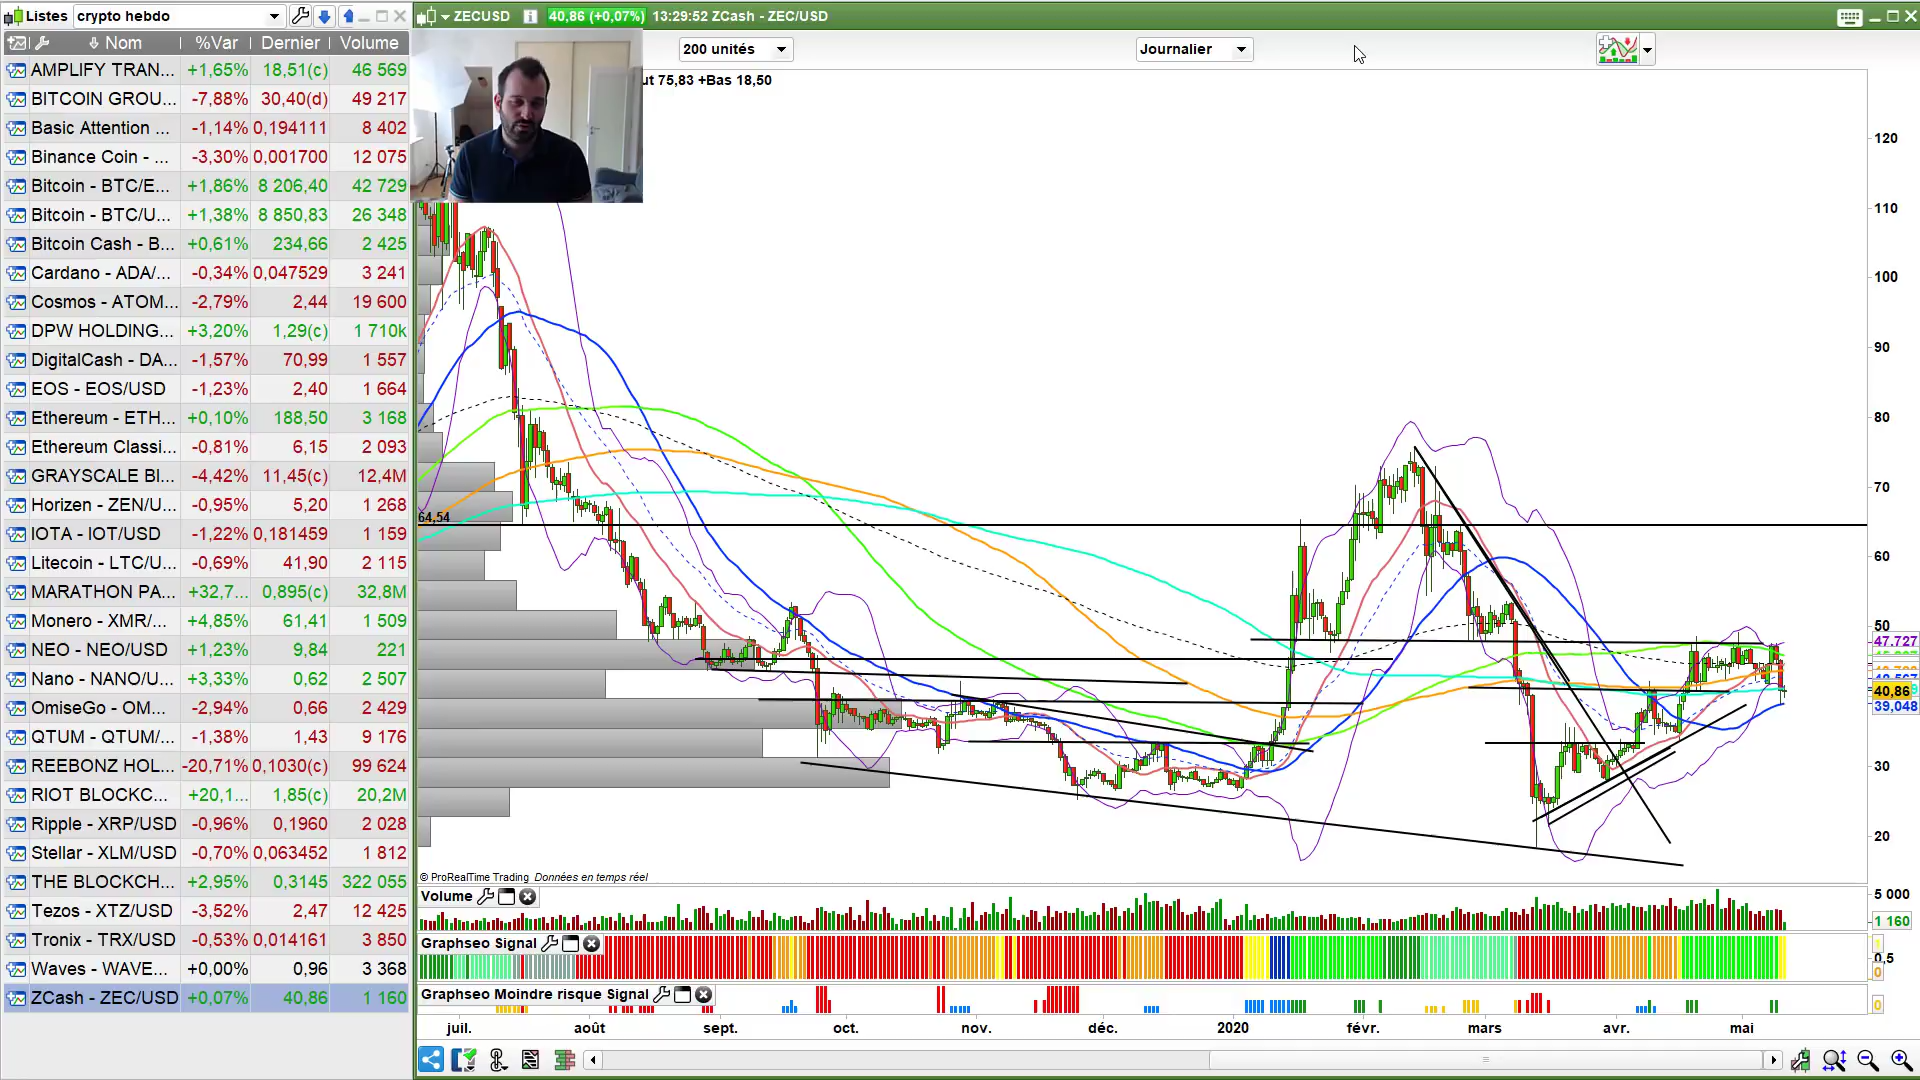 Listes crypto hebdo
Nom %Var Dernier Volume
AMPLIFY TRAN... +1,65% 18,51(c) 46 569
BITCOIN GROU... -7,88% 30,40(d) 49 217
Basic Attention ... -1,14% 0,194111 8 402
Binance Coin - ... -3,30% 0,001700 12 075
Bitcoin - BTC/E... +1,86% 8 206,40 42 729
Bitcoin - BTC/U... +1,38% 8 850,83 26 348
Bitcoin Cash - B... +0,61% 234,66 2 425
Cardano - ADA/... -0,34% 0,047529 3 241
Cosmos - ATOM... -2,79% 2,44 19 600
DPW HOLDING... +3,20% 1,29(c) 1 710k
DigitalCash - DA... -1,57% 70,99 1 557
EOS - EOS/USD -1,23% 2,40 1 664
Ethereum - ETH... +0,10% 188,50 3 168
Ethereum Classi... -0,81% 6,15 2 093
GRAYSCALE BI... -4,42% 11,45(c) 12,4M
Horizen - ZEN/U... -0,95% 5,20 1 268
IOTA - IOT/USD -1,22% 0,181459 1 159
Litecoin - LTC/U... -0,69% 41,90 2 115
MARATHON PA... +32,7... 0,895(c) 32,8M
Monero - XMR/... +4,85% 61,41 1 509
NEO - NEO/USD +1,23% 9,84 221
Nano - NANO/U... +3,33% 0,62 2 507
OmiseGo - OM... -2,94% 0,66 2 429
QTUM - QTUM/... -1,38% 1,43 9 176
REEBONZ HOL... -20,71% 0,1030(c) 99 624
RIOT BLOCKC... +20,1... 1,85(c) 20,2M
Ripple - XRP/USD -0,96% 0,1960 2 028
Stellar - XLM/USD -0,70% 0,063452 1 812
THE BLOCKCH... +2,95% 0,3145 322 055
Tezos - XTZ/USD -3,52% 2,47 12 425
Tronix - TRX/USD -0,53% 0,014161 3 850
Waves - WAVE... +0,00% 0,96 3 368
ZCash - ZEC/USD +0,07% 40,86 1 160
ZECUSD i 40,86 (+0,07%) 13:29:52 ZCash - ZEC/USD
200 unités Journalier
ut 75,83 +Bas 18,50
120
110
100
90
80
70
64,54
60
50
47,727
40,86
39,048
30
20
© ProRealTime Trading Données en temps réel
Volume
5 000
1 160
Graphseo Signal
0,5
0
Graphseo Moindre risque Signal
0
juil. août sept. oct. nov. déc. 2020 févr. mars avr. mai